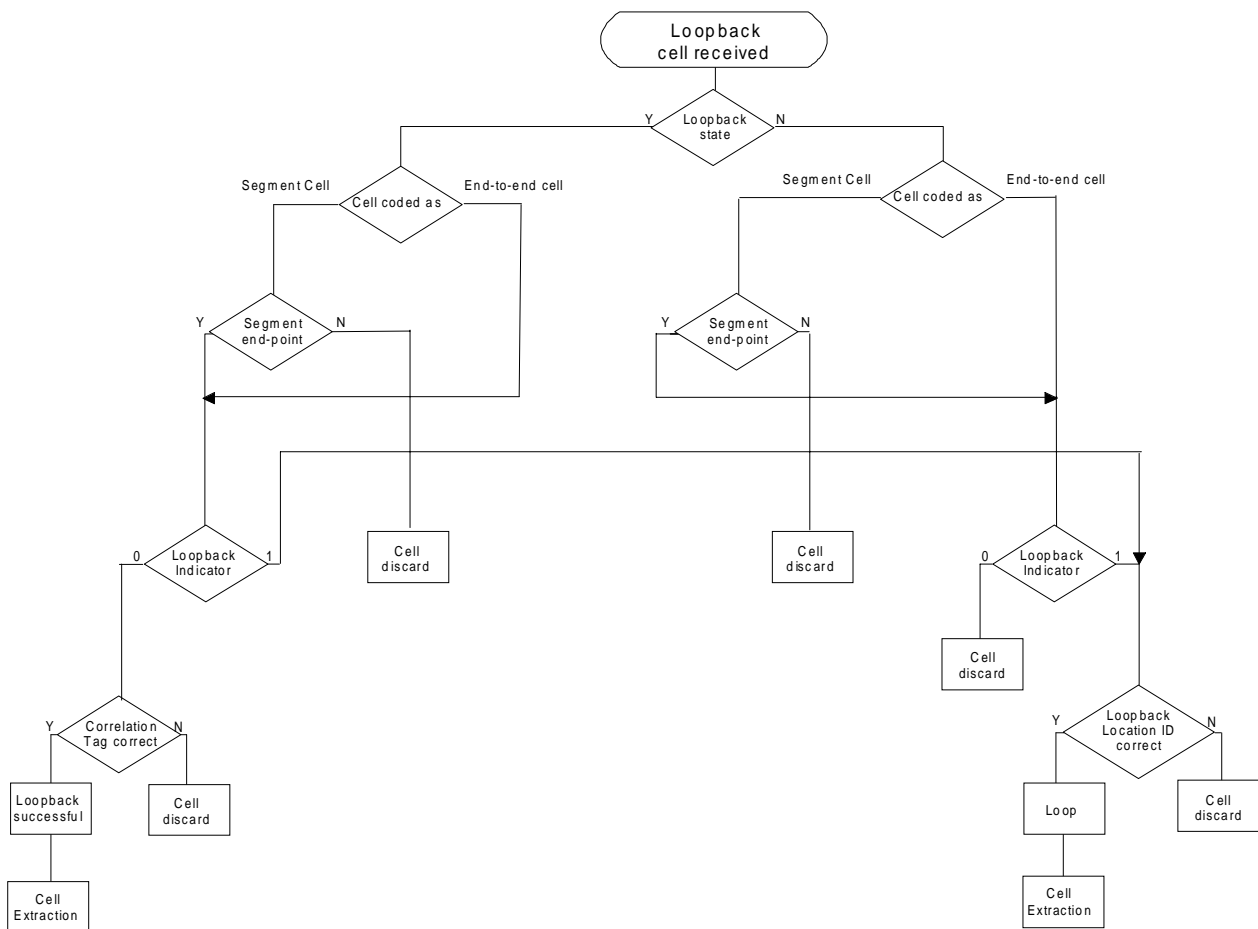 Loopback
cell received
Y
Loopback
state
N
Segment Cell
Cell coded as
End-to-end cell
Segment Cell
Cell coded as
End-to-end cell
Y
Segment
end-point
N
Y
Segment
end-point
N
0
Loopback
Indicator
1
Cell
discard
Cell
discard
0
Loopback
Indicator
1
Cell
discard
Y
Correlation
Tag correct
N
Y
Loopback
Location ID
correct
N
Loopback
successful
Cell
discard
Loop
Cell
discard
Cell
Extraction
Cell
Extraction